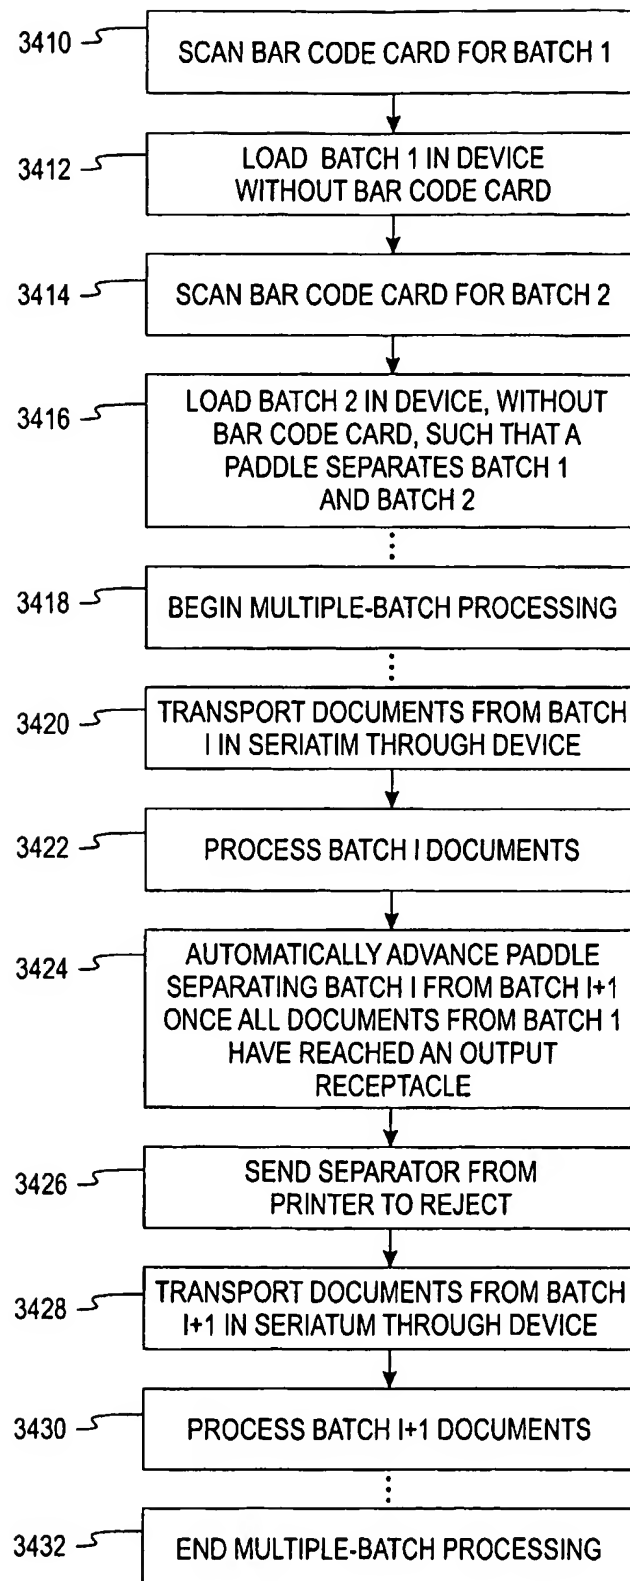 3410
SCAN BAR CODE CARD FOR BATCH 1
3412
LOAD BATCH 1 IN DEVICE
WITHOUT BAR CODE CARD
3414
SCAN BAR CODE CARD FOR BATCH 2
3416
LOAD BATCH 2 IN DEVICE, WITHOUT
BAR CODE CARD, SUCH THAT A
PADDLE SEPARATES BATCH 1
AND BATCH 2
3418
BEGIN MULTIPLE-BATCH PROCESSING
3420
TRANSPORT DOCUMENTS FROM BATCH
I IN SERIATIM THROUGH DEVICE
3422
PROCESS BATCH I DOCUMENTS
3424
AUTOMATICALLY ADVANCE PADDLE
SEPARATING BATCH I FROM BATCH I+1
ONCE ALL DOCUMENTS FROM BATCH 1
HAVE REACHED AN OUTPUT
RECEPTACLE
3426
SEND SEPARATOR FROM
PRINTER TO REJECT
3428
TRANSPORT DOCUMENTS FROM BATCH
I+1 IN SERIATUM THROUGH DEVICE
3430
PROCESS BATCH I+1 DOCUMENTS
3432
END MULTIPLE-BATCH PROCESSING